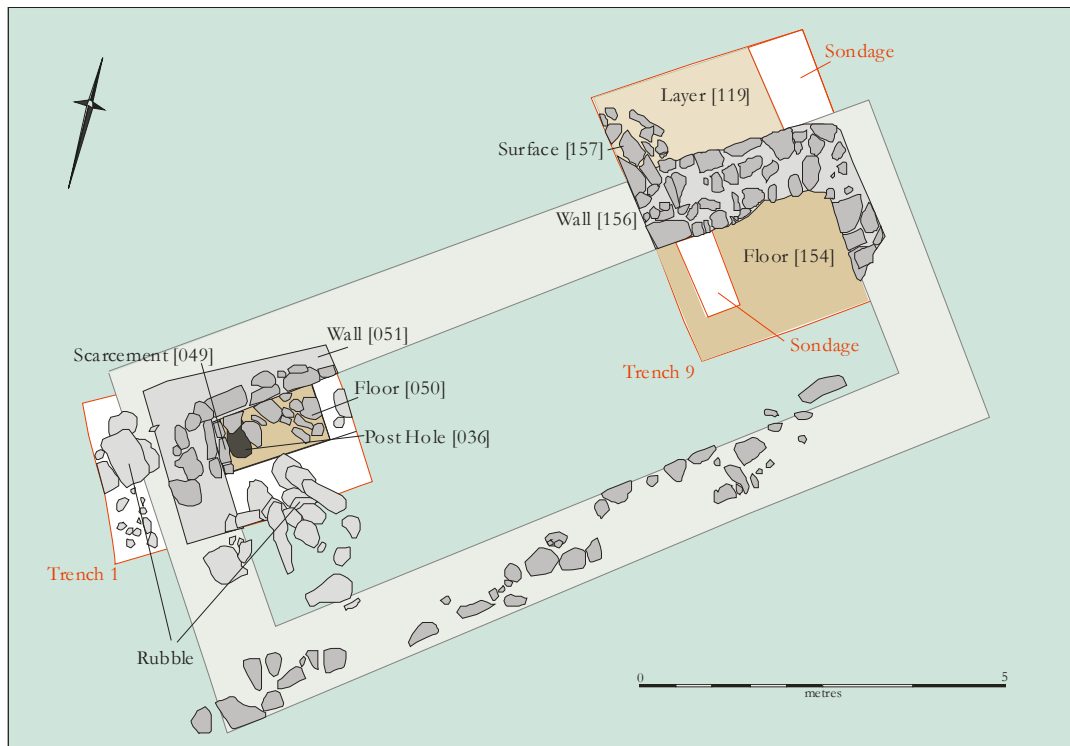 Sondage
Layer [119]
Surface [157]
Wall [156]
Floor [154]
Sondage
Trench 9
Wall [051]
Scarcement [049]
Floor [050]
Post Hole [036]
Trench 1
Rubble
0 5
metres